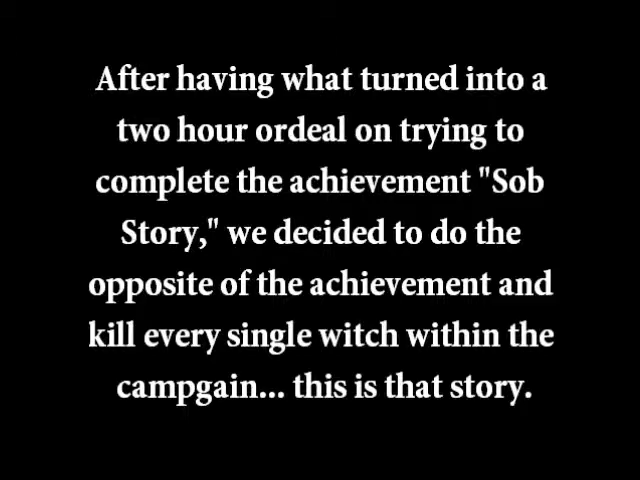 After having what turned into a
two hour ordeal on trying to
complete the achievement "Sob
Story," we decided to do the
opposite of the achievement and
kill every single witch within the
campgain... this is that story.